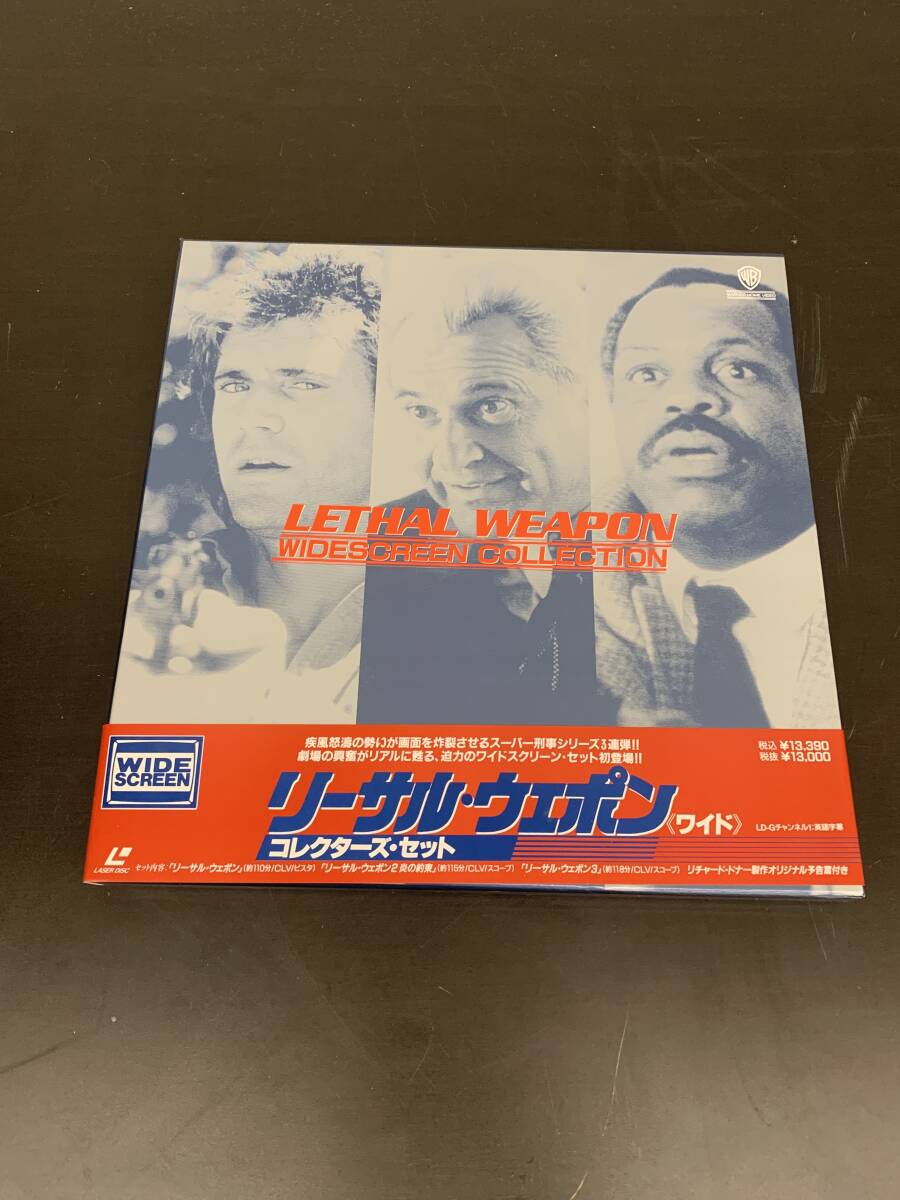 WB
WARNER HOME VIDEO
LETHAL WEAPON
WIDESCREEN COLLECTION
WIDE
SCREEN
疾風怒濤の勢いが画面を炸裂させるスーパー刑事シリーズ3連弾!!
劇場の興奮がリアルに甦る、迫力のワイドスクリーン・セット初登場!!
税込 ¥13,390
税抜 ¥13,000
リーサル・ウェポン《ワイド》
コレクターズ・セット
LD-Gチャンネル1:英語字幕
LASER DISC
セット内容:「リーサル・ウェポン」(約110分/CLV/ビスタ)「リーサル・ウェポン2 炎の約束」(約115分/CLV/スコープ)「リーサル・ウェポン3」(約118分/CLV/スコープ) リチャード・ドナー製作オリジナル予告篇付き